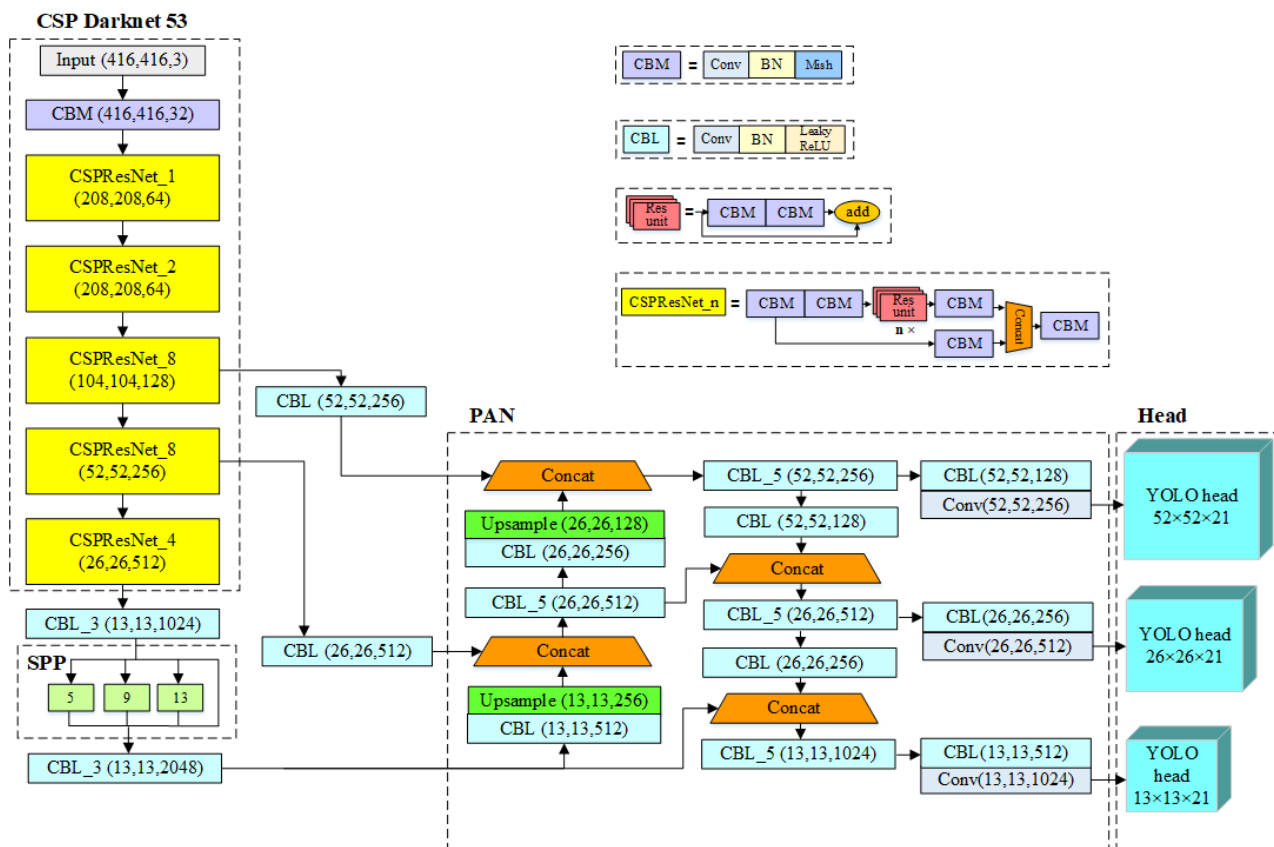 CSP Darknet 53
Input (416,416,3)
CBM (416,416,32)
CSPResNet_1
(208,208,64)
CSPResNet_2
(208,208,64)
CSPResNet_8
(104,104,128)
CSPResNet_8
(52,52,256)
CSPResNet_4
(26,26,512)
CBL_3 (13,13,1024)
SPP
5
9
13
CBL_3 (13,13,2048)
CBL (52,52,256)
CBL (26,26,512)
CBM = Conv BN Mish
CBL = Conv BN Leaky
ReLU
Res
unit
= CBM CBM add
CSPResNet_n = CBM CBM Res
unit
n ×
CBM
CBM
Concat
CBM
PAN
Concat
Upsample (26,26,128)
CBL (26,26,256)
CBL_5 (26,26,512)
Concat
Upsample (13,13,256)
CBL (13,13,512)
CBL_5 (52,52,256)
CBL (52,52,128)
Concat
CBL_5 (26,26,512)
CBL (26,26,256)
Concat
CBL_5 (13,13,1024)
CBL(52,52,128)
Conv(52,52,256)
CBL(26,26,256)
Conv(26,26,512)
CBL(13,13,512)
Conv(13,13,1024)
Head
YOLO head
52×52×21
YOLO head
26×26×21
YOLO
head
13×13×21